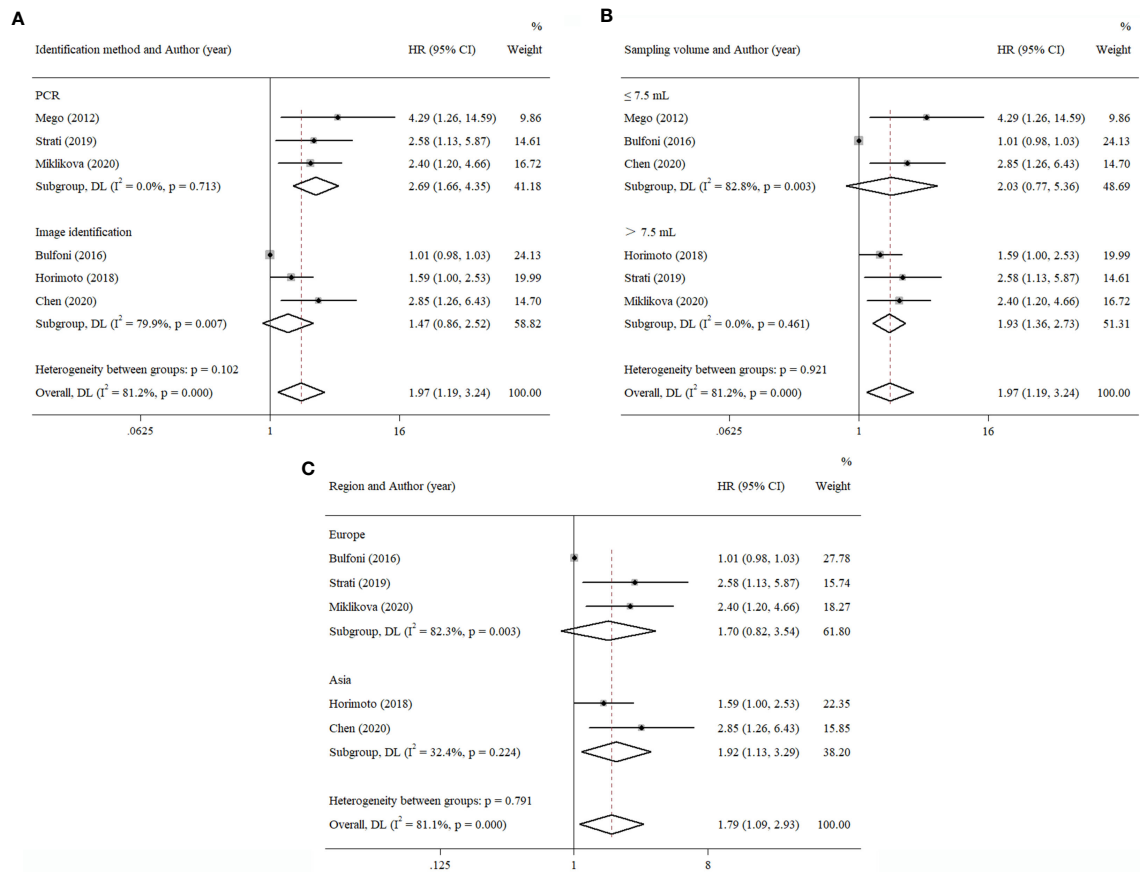 A
%
Identification method and Author (year) HR (95% CI) Weight
PCR
Mego (2012) 4.29 (1.26, 14.59) 9.86
Strati (2019) 2.58 (1.13, 5.87) 14.61
Miklikova (2020) 2.40 (1.20, 4.66) 16.72
Subgroup, DL (I² = 0.0%, p = 0.713) 2.69 (1.66, 4.35) 41.18
Image identification
Bulfoni (2016) 1.01 (0.98, 1.03) 24.13
Horimoto (2018) 1.59 (1.00, 2.53) 19.99
Chen (2020) 2.85 (1.26, 6.43) 14.70
Subgroup, DL (I² = 79.9%, p = 0.007) 1.47 (0.86, 2.52) 58.82
Heterogeneity between groups: p = 0.102
Overall, DL (I² = 81.2%, p = 0.000) 1.97 (1.19, 3.24) 100.00
.0625 1 16
B
%
Sampling volume and Author (year) HR (95% CI) Weight
≤ 7.5 mL
Mego (2012) 4.29 (1.26, 14.59) 9.86
Bulfoni (2016) 1.01 (0.98, 1.03) 24.13
Chen (2020) 2.85 (1.26, 6.43) 14.70
Subgroup, DL (I² = 82.8%, p = 0.003) 2.03 (0.77, 5.36) 48.69
> 7.5 mL
Horimoto (2018) 1.59 (1.00, 2.53) 19.99
Strati (2019) 2.58 (1.13, 5.87) 14.61
Miklikova (2020) 2.40 (1.20, 4.66) 16.72
Subgroup, DL (I² = 0.0%, p = 0.461) 1.93 (1.36, 2.73) 51.31
Heterogeneity between groups: p = 0.921
Overall, DL (I² = 81.2%, p = 0.000) 1.97 (1.19, 3.24) 100.00
.0625 1 16
C
%
Region and Author (year) HR (95% CI) Weight
Europe
Bulfoni (2016) 1.01 (0.98, 1.03) 27.78
Strati (2019) 2.58 (1.13, 5.87) 15.74
Miklikova (2020) 2.40 (1.20, 4.66) 18.27
Subgroup, DL (I² = 82.3%, p = 0.003) 1.70 (0.82, 3.54) 61.80
Asia
Horimoto (2018) 1.59 (1.00, 2.53) 22.35
Chen (2020) 2.85 (1.26, 6.43) 15.85
Subgroup, DL (I² = 32.4%, p = 0.224) 1.92 (1.13, 3.29) 38.20
Heterogeneity between groups: p = 0.791
Overall, DL (I² = 81.1%, p = 0.000) 1.79 (1.09, 2.93) 100.00
.125 1 8